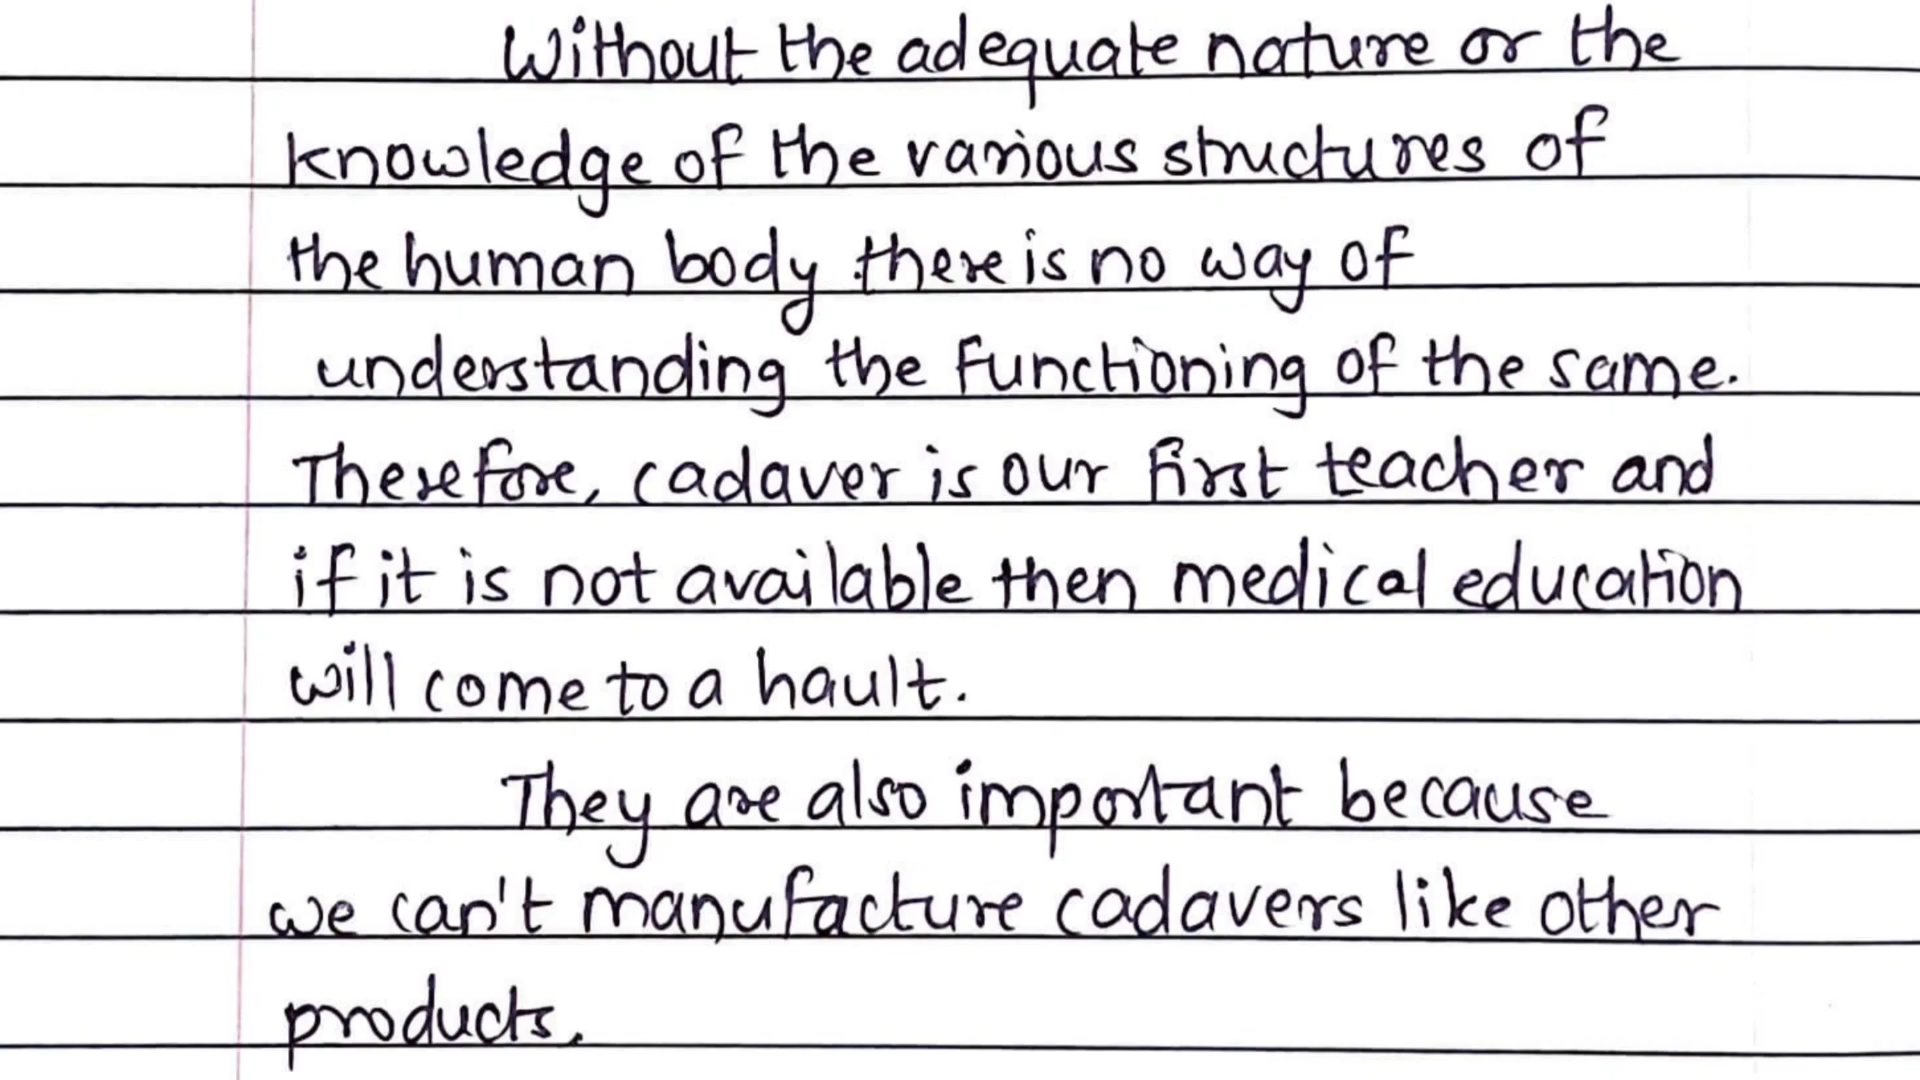 Without the adequate nature or the
knowledge of the various structures of
the human body there is no way of
understanding the functioning of the same.
Therefore, cadaver is our first teacher and
if it is not available then medical education
will come to a hault.
They are also important because
we can't manufacture cadavers like other
products.